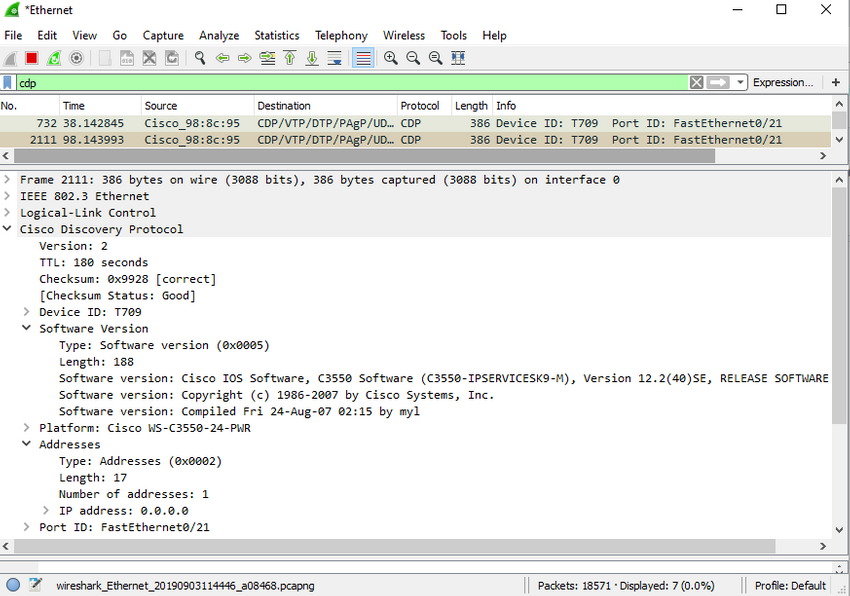 *Ethernet
File Edit View Go Capture Analyze Statistics Telephony Wireless Tools Help
cdp Expression... +
No. Time Source Destination Protocol Length Info
732 38.142845 Cisco_98:8c:95 CDP/VTP/DTP/PAgP/UD… CDP 386 Device ID: T709 Port ID: FastEthernet0/21
2111 98.143993 Cisco_98:8c:95 CDP/VTP/DTP/PAgP/UD… CDP 386 Device ID: T709 Port ID: FastEthernet0/21
Frame 2111: 386 bytes on wire (3088 bits), 386 bytes captured (3088 bits) on interface 0
IEEE 802.3 Ethernet
Logical-Link Control
Cisco Discovery Protocol
Version: 2
TTL: 180 seconds
Checksum: 0x9928 [correct]
[Checksum Status: Good]
Device ID: T709
Software Version
Type: Software version (0x0005)
Length: 188
Software version: Cisco IOS Software, C3550 Software (C3550-IPSERVICESK9-M), Version 12.2(40)SE, RELEASE SOFTWARE
Software version: Copyright (c) 1986-2007 by Cisco Systems, Inc.
Software version: Compiled Fri 24-Aug-07 02:15 by myl
Platform: Cisco WS-C3550-24-PWR
Addresses
Type: Addresses (0x0002)
Length: 17
Number of addresses: 1
IP address: 0.0.0.0
Port ID: FastEthernet0/21
wireshark_Ethernet_20190903114446_a08468.pcapng Packets: 18571 · Displayed: 7 (0.0%) Profile: Default